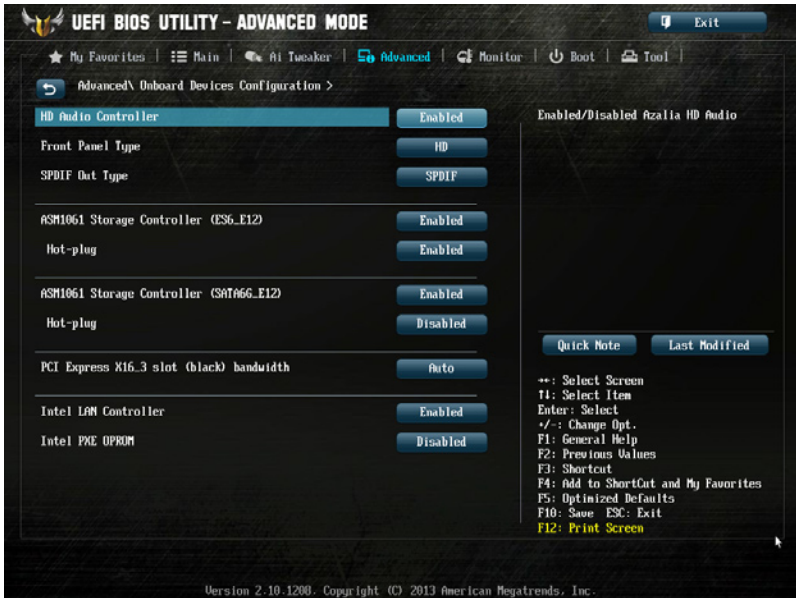 UEFI BIOS UTILITY – ADVANCED MODE
Exit
My Favorites
Main
Ai Tweaker
Advanced
Monitor
Boot
Tool
Advanced\ Onboard Devices Configuration >
HD Audio Controller Enabled
Enabled/Disabled Azalia HD Audio
Front Panel Type HD
SPDIF Out Type SPDIF
ASM1061 Storage Controller (ES6_E12) Enabled
Hot-plug Enabled
ASM1061 Storage Controller (SATA6G_E12) Enabled
Hot-plug Disabled
PCI Express X16_3 slot (black) bandwidth Auto
Intel LAN Controller Enabled
Intel PXE OPROM Disabled
Quick Note
Last Modified
→←: Select Screen
↑↓: Select Item
Enter: Select
+/-: Change Opt.
F1: General Help
F2: Previous Values
F3: Shortcut
F4: Add to ShortCut and My Favorites
F5: Optimized Defaults
F10: Save ESC: Exit
F12: Print Screen
Version 2.10.1208. Copyright (C) 2013 American Megatrends, Inc.